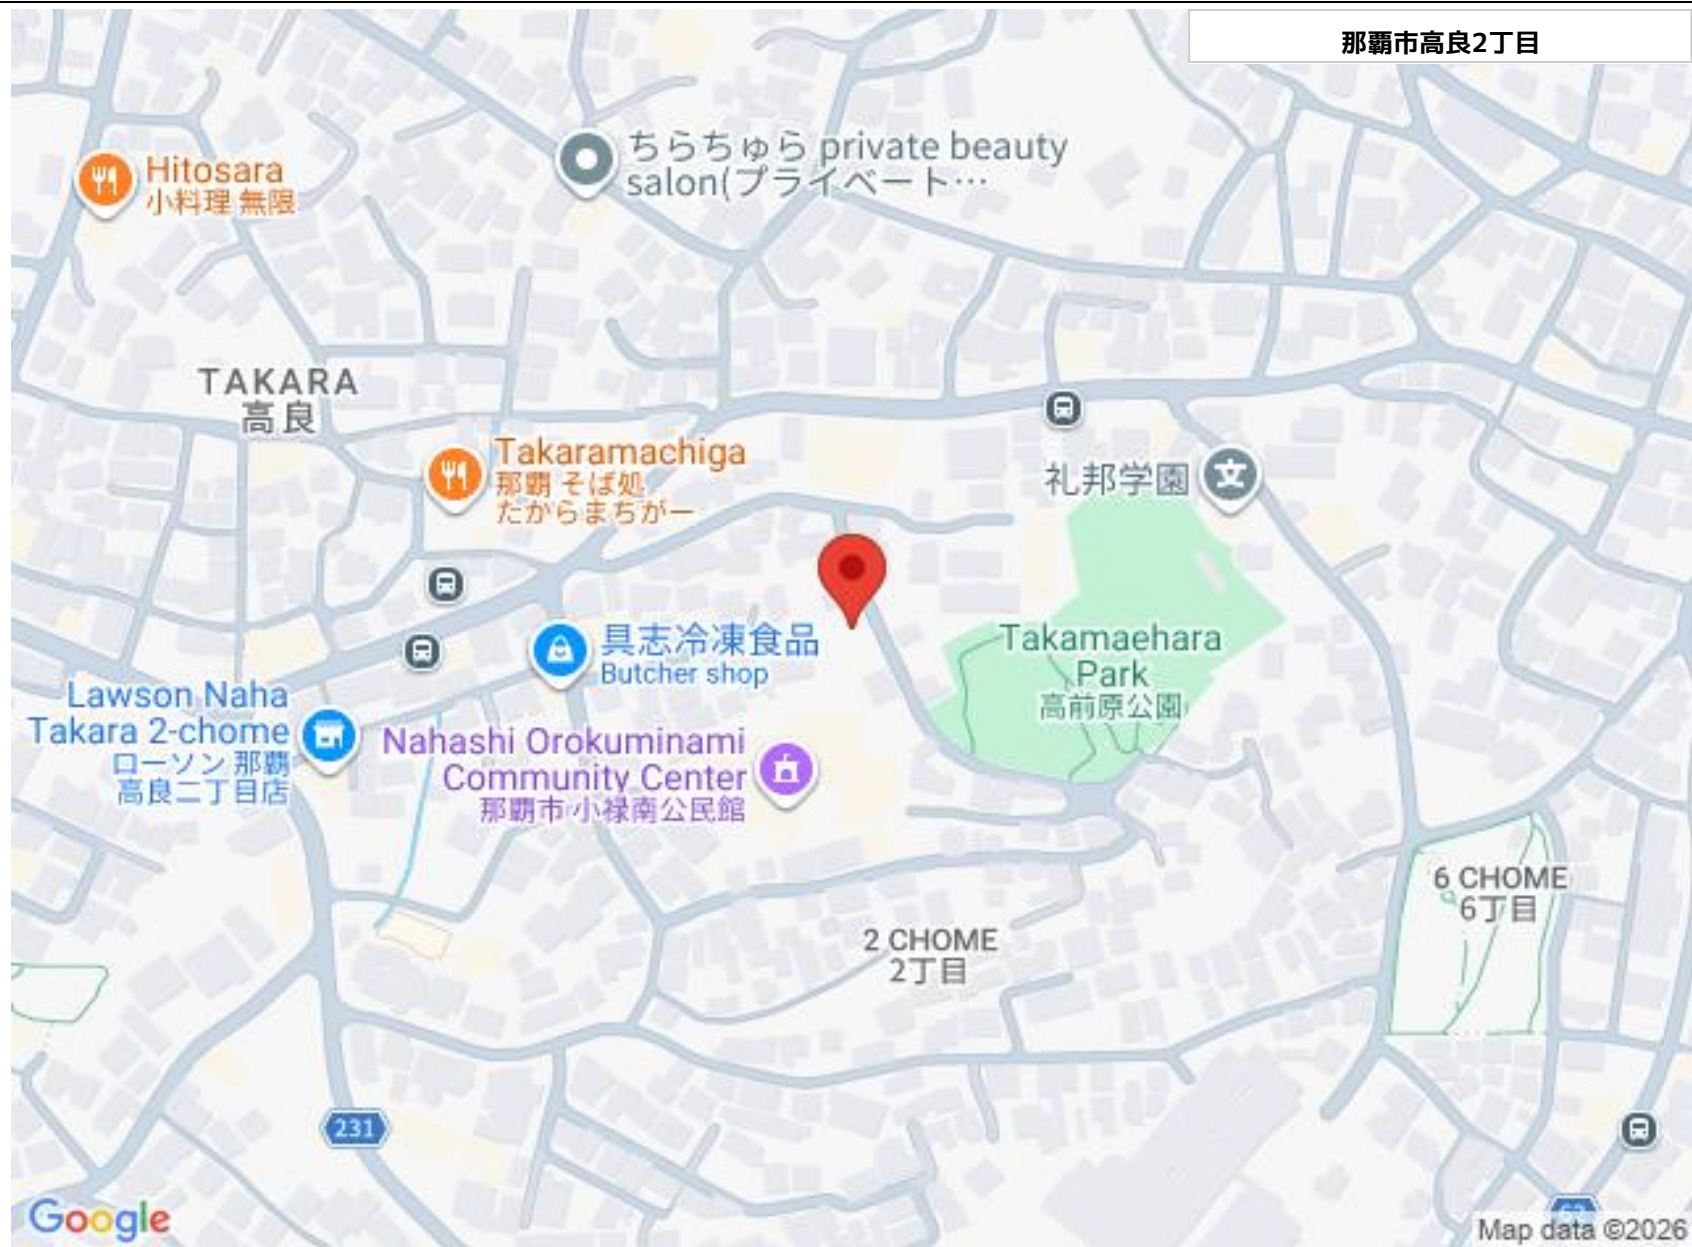 那覇市高良2丁目
ちらちゅら private beauty
salon(プライベート…
Hitosara
小料理 無限
TAKARA
高良
Takaramachiga
那覇 そば処
たからまちがー
礼邦学園
文
具志冷凍食品
Butcher shop
Takamaehara
Park
高前原公園
Lawson Naha
Takara 2-chome
ローソン 那覇
高良二丁目店
Nahashi Orokuminami
Community Center
那覇市 小禄南公民館
6 CHOME
6丁目
2 CHOME
2丁目
231
Google
Map data ©2026